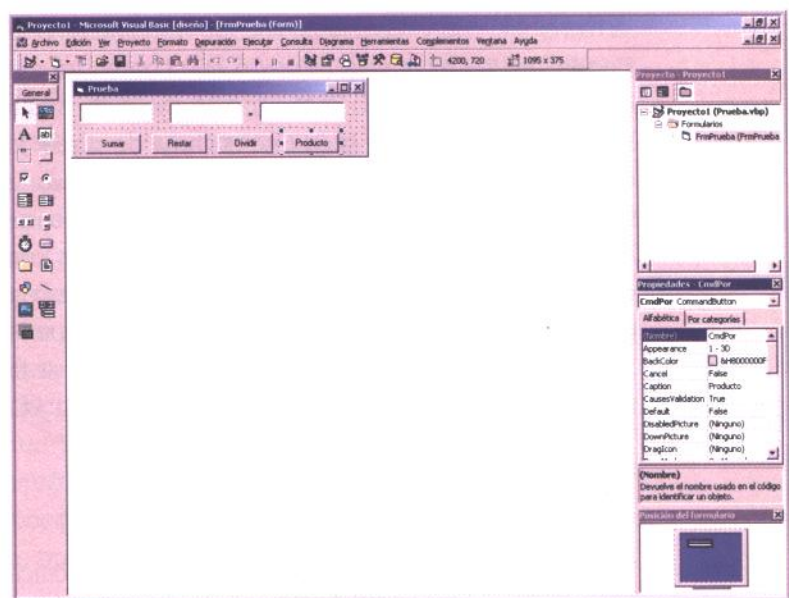 Proyecto1 - Microsoft Visual Basic [diseño] - [FrmPrueba (Form)]
Archivo Edición Ver Proyecto Formato Depuración Ejecutar Consulta Diagrama Herramientas Complementos Ventana Ayuda
4200, 720 1095 x 375
General
A ab
Prueba
=
Sumar Restar Dividir Producto
Proyecto - Proyecto1
Proyecto1 (Prueba.vbp)
Formularios
FrmPrueba (FrmPrueba
Propiedades - CmdPor
CmdPor CommandButton
Alfabética Por categorías
(Nombre) CmdPor
Appearance 1 - 3D
BackColor &H8000000F
Cancel False
Caption Producto
CausesValidation True
Default False
DisabledPicture (Ninguno)
DownPicture (Ninguno)
DragIcon (Ninguno)
(Nombre)
Devuelve el nombre usado en el código
para identificar un objeto.
Posición del formulario